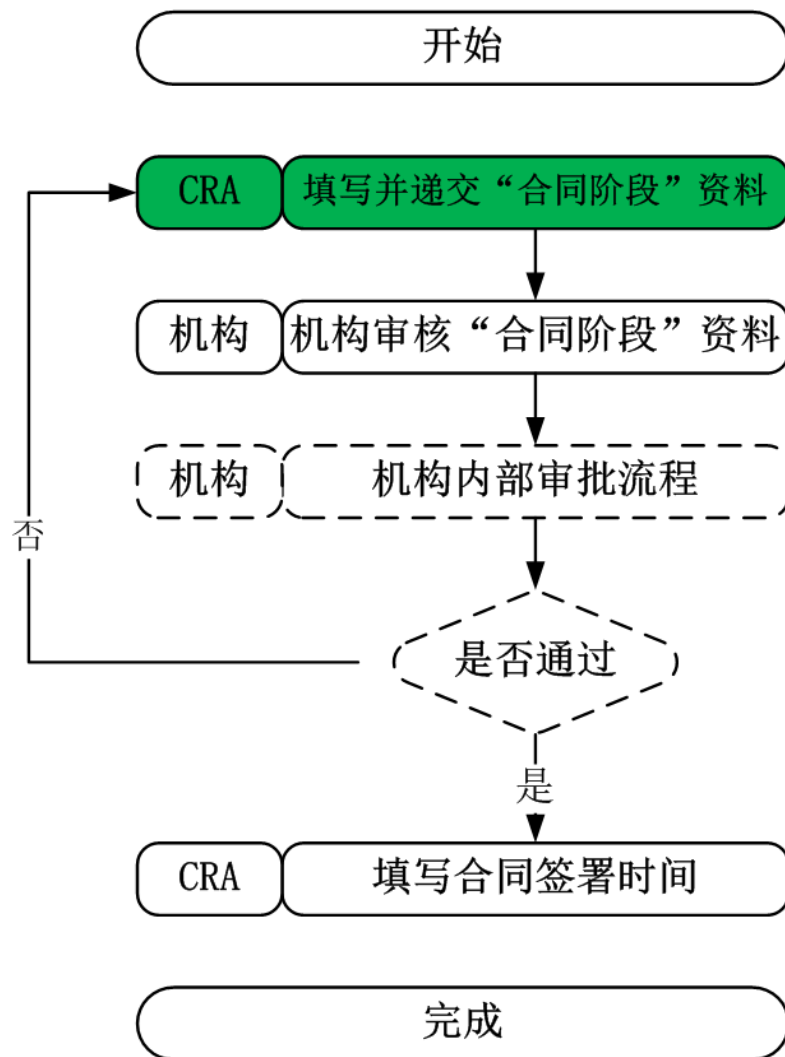 开始
CRA 填写并递交“合同阶段”资料
机构 机构审核“合同阶段”资料
机构 机构内部审批流程
否
是否通过
是
CRA 填写合同签署时间
完成